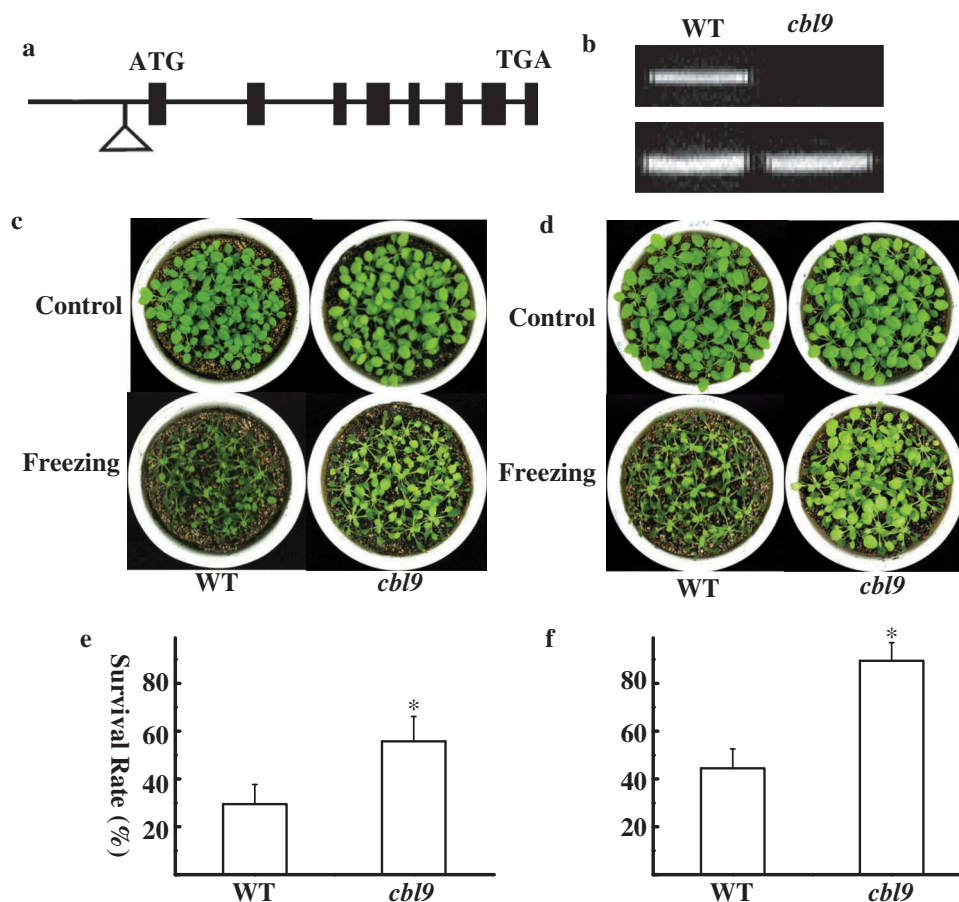 a
ATG
TGA
b
WT cbl9
c
Control
Freezing
WT cbl9
d
Control
Freezing
WT cbl9
e
Survival Rate (%)
80
60
40
20
*
WT cbl9
f
80
60
40
20
*
WT cbl9